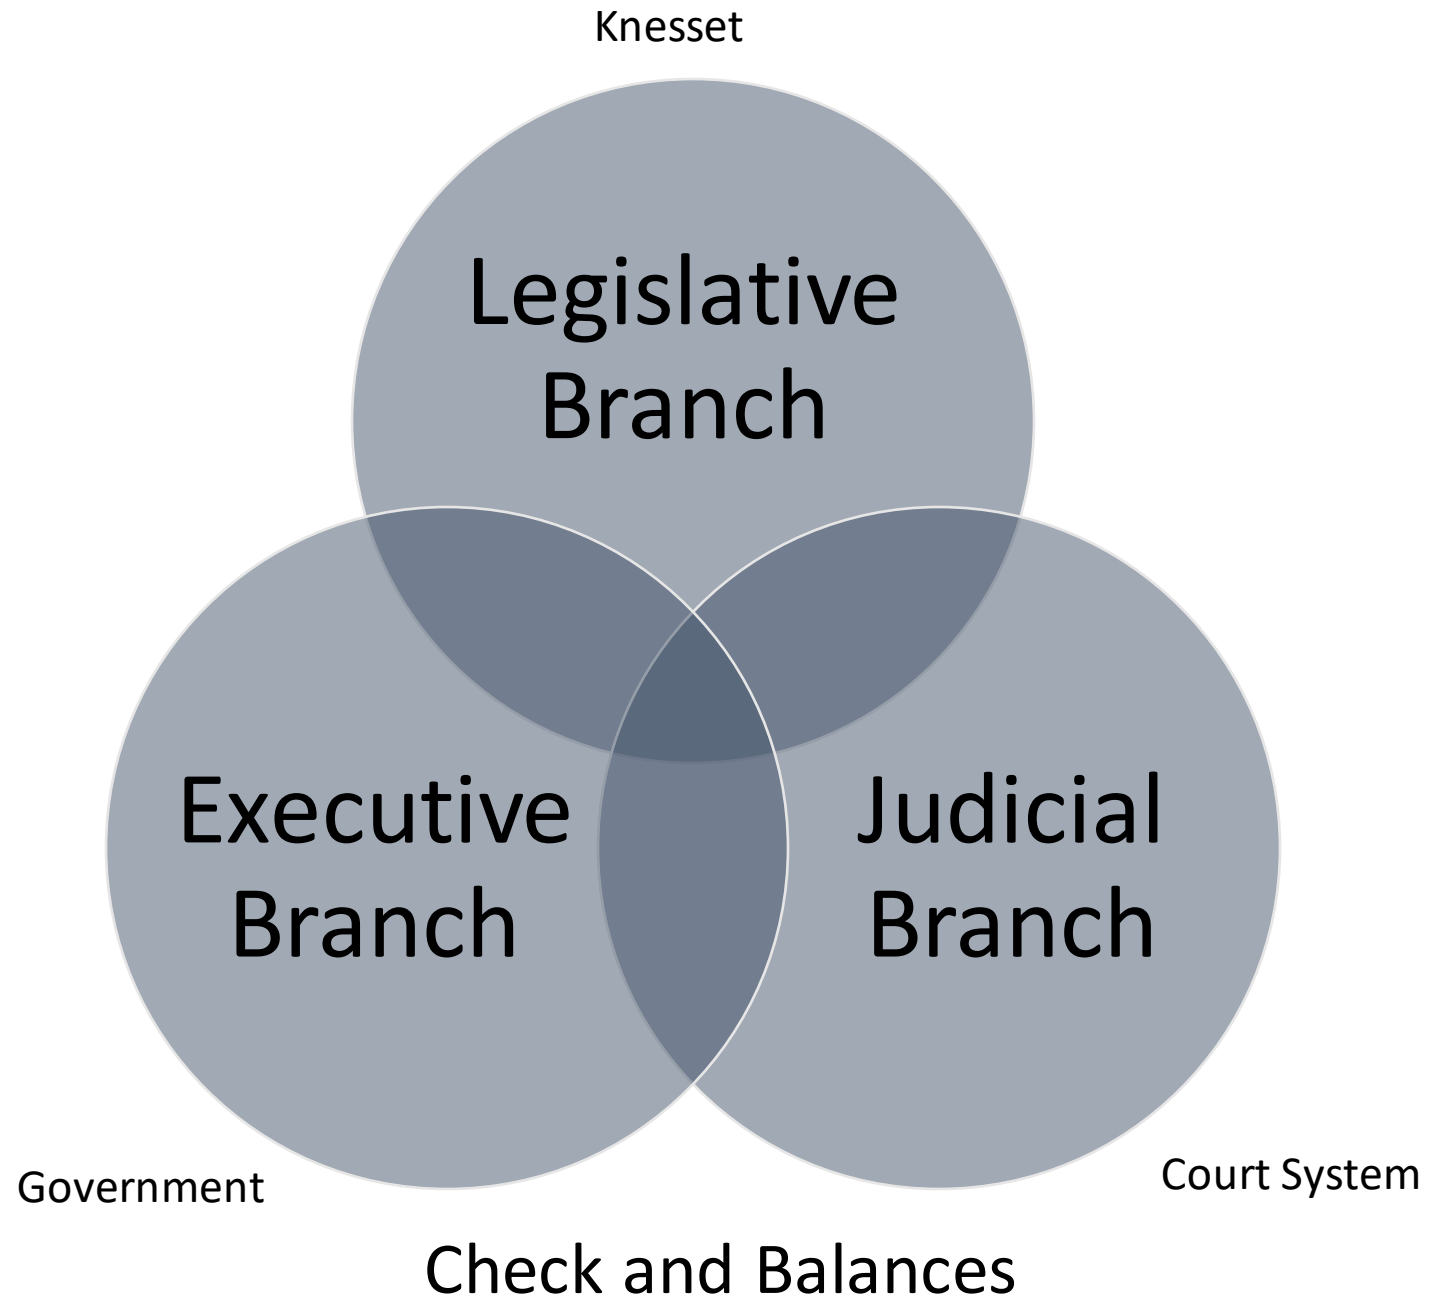 Knesset
Legislative
Branch
Executive
Branch
Judicial
Branch
Government
Court System
Check and Balances